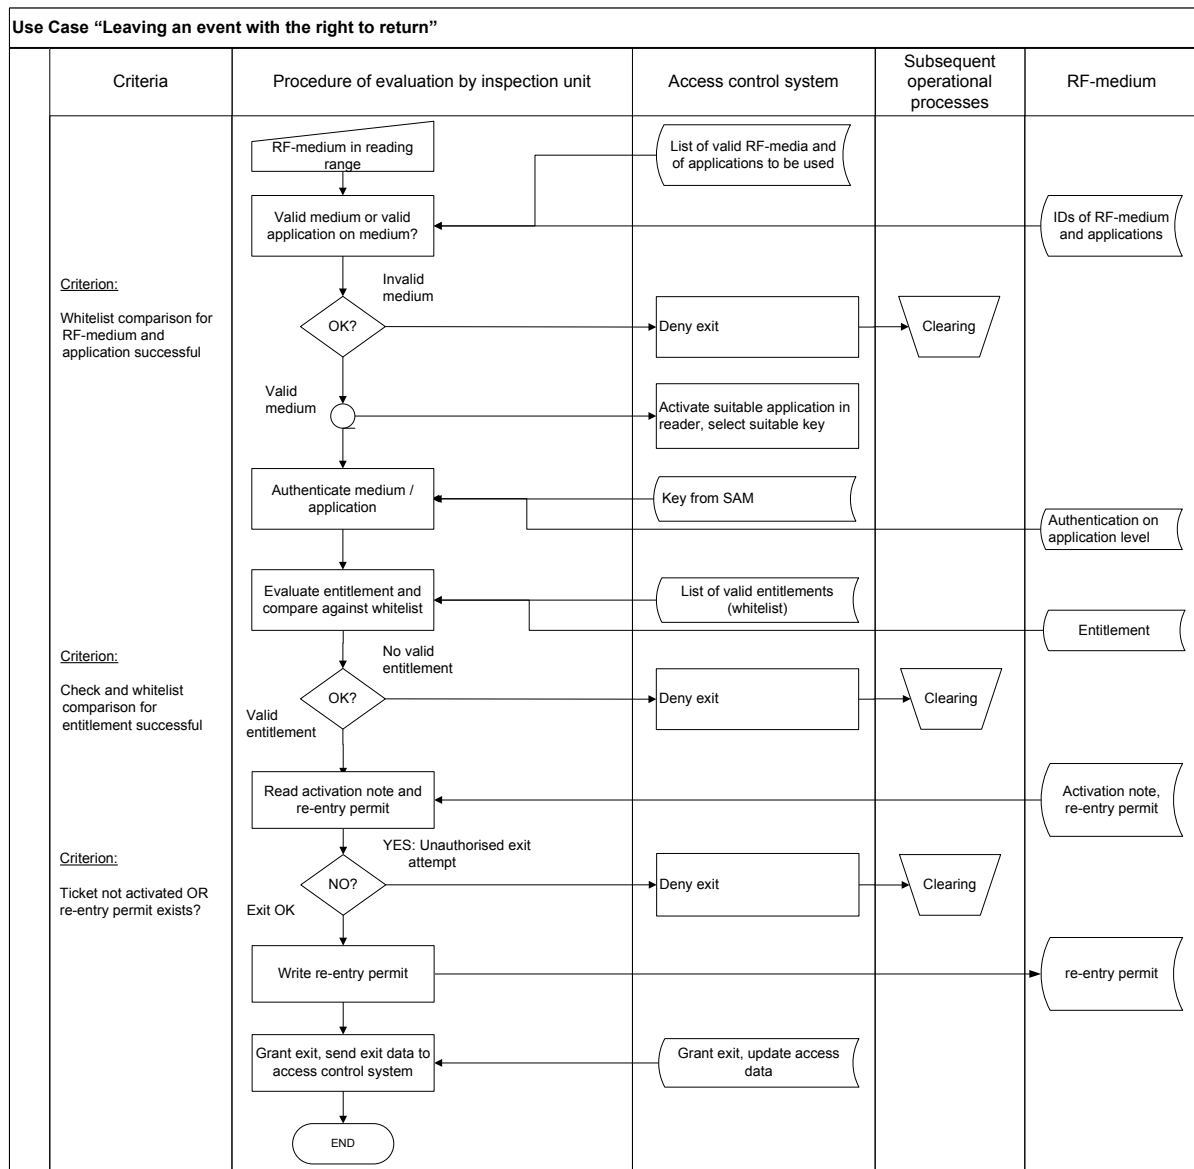 Use Case “Leaving an event with the right to return”
Criteria
Procedure of evaluation by inspection unit
Access control system
Subsequent
operational
processes
RF-medium
RF-medium in reading
range
List of valid RF-media and
of applications to be used
Valid medium or valid
application on medium?
IDs of RF-medium
and applications
Criterion:
Whitelist comparison for
RF-medium and
application successful
Invalid
medium
OK?
Deny exit
Clearing
Valid
medium
Activate suitable application in
reader, select suitable key
Authenticate medium /
application
Key from SAM
Authentication on
application level
Evaluate entitlement and
compare against whitelist
List of valid entitlements
(whitelist)
Entitlement
Criterion:
Check and whitelist
comparison for
entitlement successful
No valid
entitlement
OK?
Deny exit
Clearing
Valid
entitlement
Read activation note and
re-entry permit
Activation note,
re-entry permit
Criterion:
Ticket not activated OR
re-entry permit exists?
YES: Unauthorised exit
attempt
NO?
Deny exit
Clearing
Exit OK
Write re-entry permit
re-entry permit
Grant exit, send exit data to
access control system
Grant exit, update access
data
END